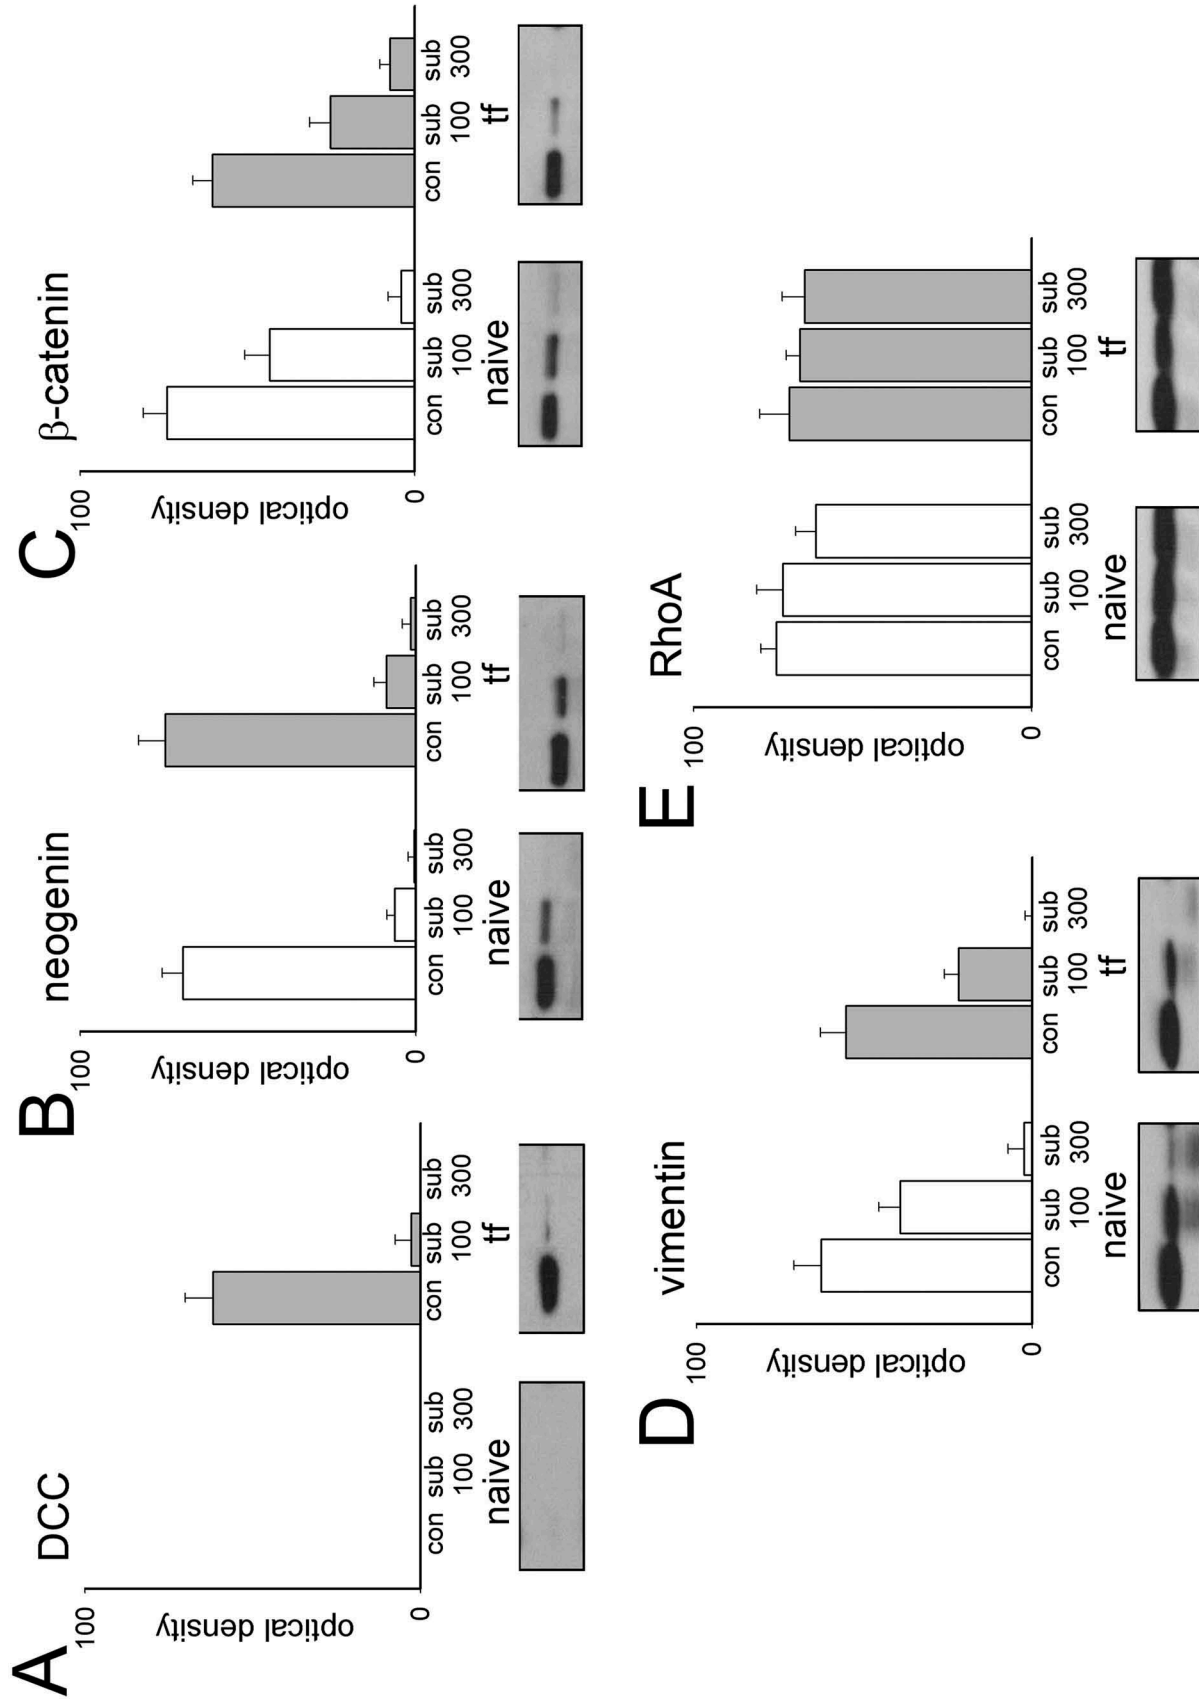 A
DCC
100
optical density
0
con sub sub con sub sub
100 300 100 300
naive tf
B
neogenin
100
optical density
0
con sub sub con sub sub
100 300 100 300
naive tf
C
β-catenin
100
optical density
0
con sub sub con sub sub
100 300 100 300
naive tf
D
vimentin
100
optical density
0
con sub sub con sub sub
100 300 100 300
naive tf
E
RhoA
100
optical density
0
con sub sub con sub sub
100 300 100 300
naive tf